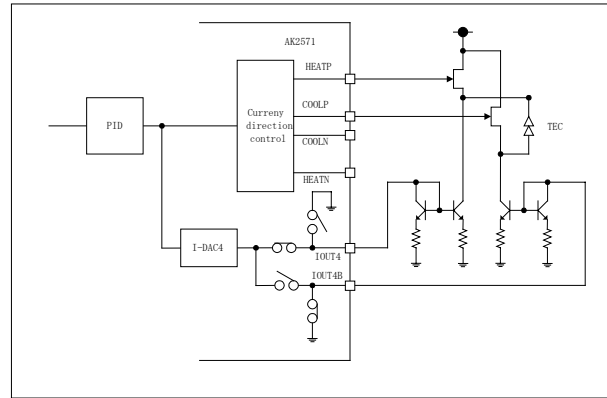 AK2571
HEATP
COOLP
COOLN
HEATN
PID
Curreny
direction
control
TEC
I-DAC4
IOUT4
IOUT4B